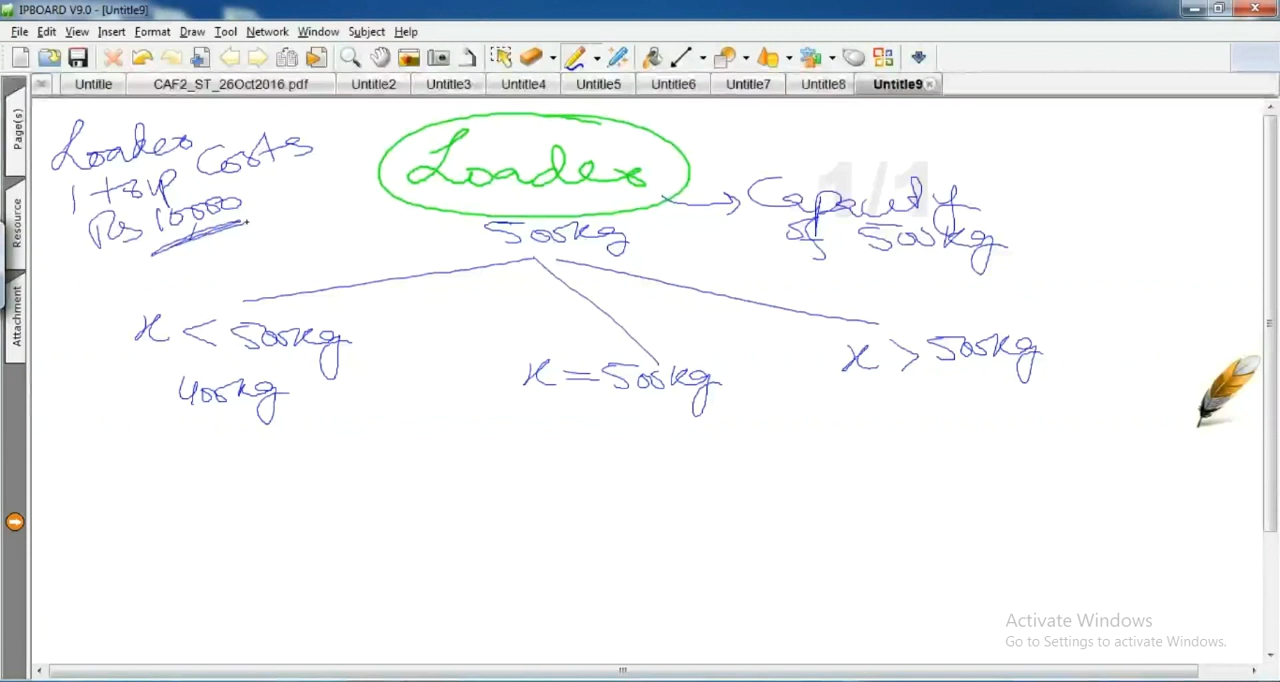 IPBOARD V9.0 - [Untitle9]
File Edit View Insert Format Draw Tool Network Window Subject Help
Untitle CAF2_ST_26Oct2016.pdf Untitle2 Untitle3 Untitle4 Untitle5 Untitle6 Untitle7 Untitle8 Untitle9
Page(s)
Resource
Attachment
Loader Costs
1 trip
Rs 10000
Loader
500kg
1/1
Capacity
of 500kg
x < 500kg
400kg
x = 500kg
x > 500kg
Activate Windows
Go to Settings to activate Windows.